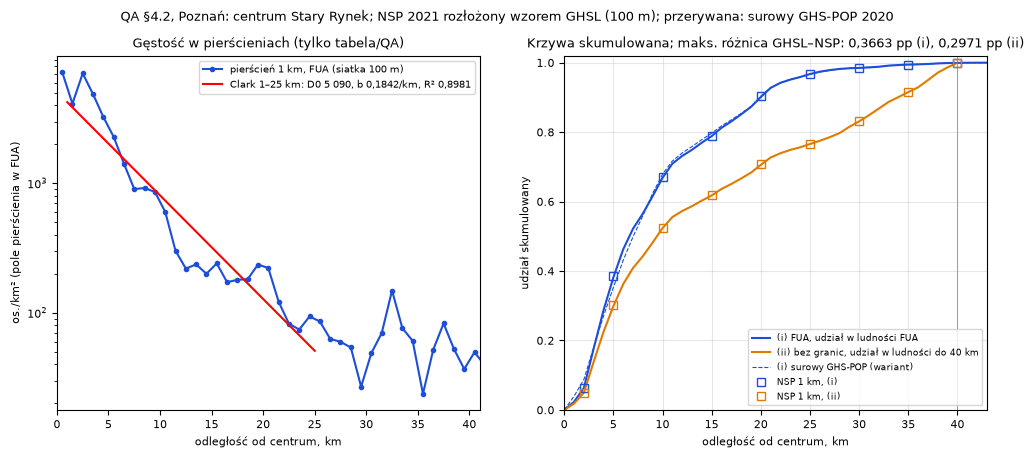 QA §4.2, Poznań: centrum Stary Rynek; NSP 2021 rozłożony wzorem GHSL (100 m); przerywana: surowy GHS-POP 2020
Gęstość w pierścieniach (tylko tabela/QA)
pierścień 1 km, FUA (siatka 100 m)
Clark 1–25 km: D0 5 090, b 0,1842/km, R² 0,8981
os./km² (pole pierścienia w FUA)
10³
10²
0 5 10 15 20 25 30 35 40
odległość od centrum, km
Krzywa skumulowana; maks. różnica GHSL–NSP: 0,3663 pp (i), 0,2971 pp (ii)
udział skumulowany
1.0
0.8
0.6
0.4
0.2
0.0
(i) FUA, udział w ludności FUA
(ii) bez granic, udział w ludności do 40 km
(i) surowy GHS-POP (wariant)
NSP 1 km, (i)
NSP 1 km, (ii)
0 5 10 15 20 25 30 35 40
odległość od centrum, km